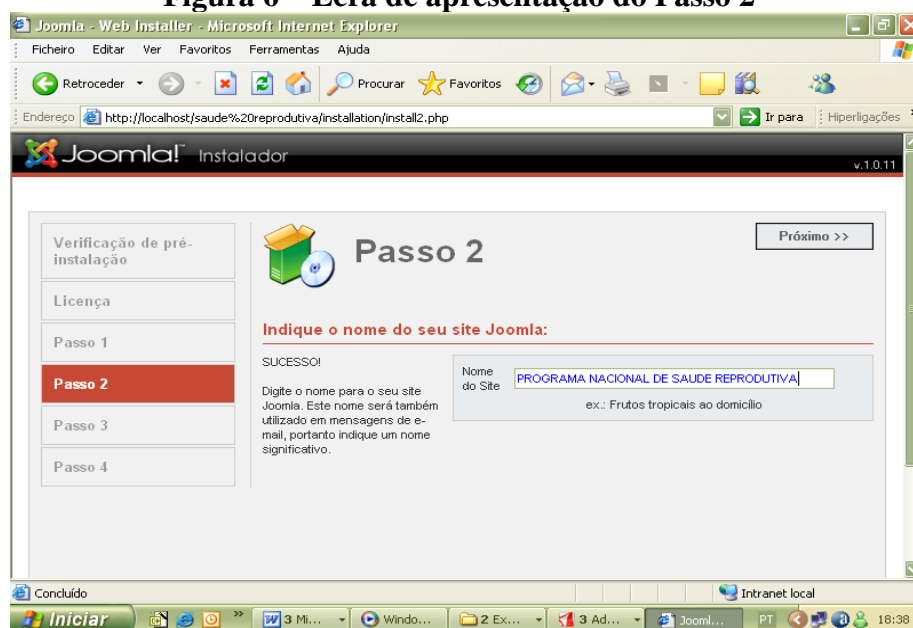 Figura 6 – Ecrã de apresentação do Passo 2
Joomla - Web Installer - Microsoft Internet Explorer
Ficheiro Editar Ver Favoritos Ferramentas Ajuda
Retroceder Procurar Favoritos
Endereço http://localhost/saude%20reprodutiva/installation/install2.php Ir para Hiperligações
Joomla!™ Instalador
v.1.0.11
Verificação de pré-
instalação
Licença
Passo 1
Passo 2
Passo 3
Passo 4
Passo 2
Próximo >>
Indique o nome do seu site Joomla:
SUCESSO!
Digite o nome para o seu site
Joomla. Este nome será também
utilizado em mensagens de e-
mail, portanto indique um nome
significativo.
Nome
do Site
PROGRAMA NACIONAL DE SAUDE REPRODUTIVA
ex.: Frutos tropicais ao domicílio
Concluído Intranet local
Iniciar » 3 Mi... Windo... 2 Ex... 3 Ad... Jooml... PT 18:38